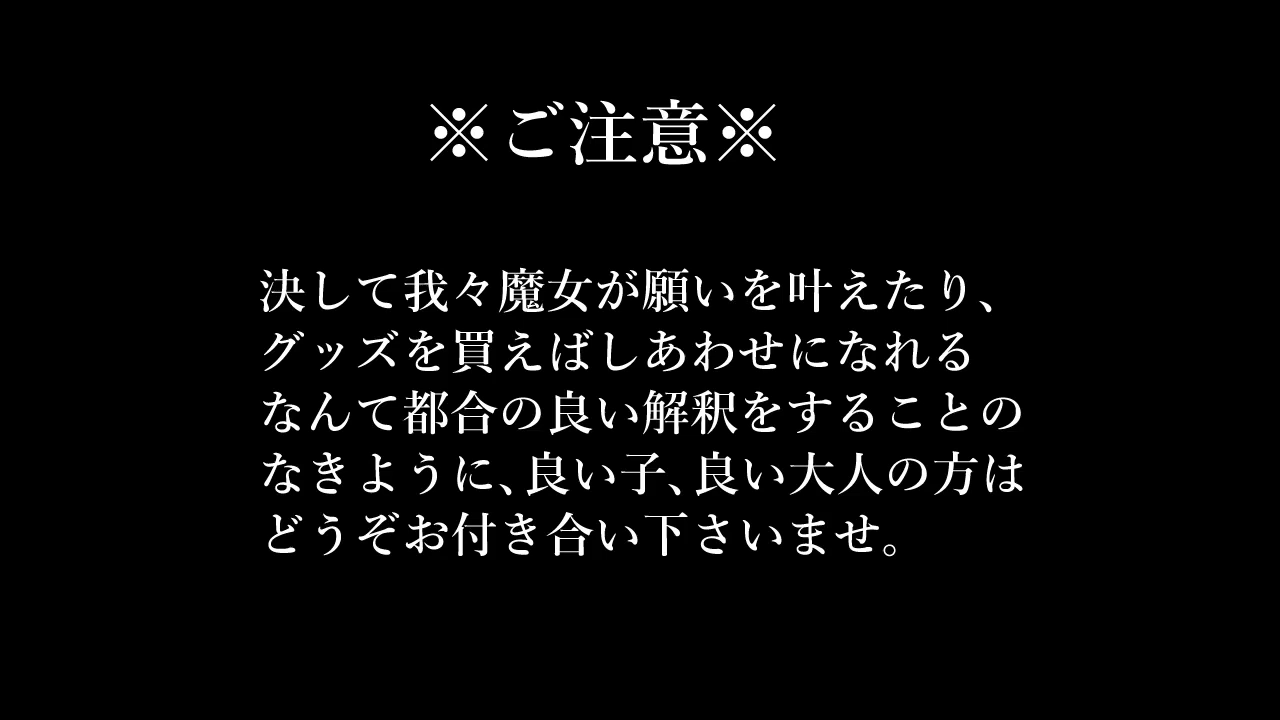 ※ご注意※
決して我々魔女が願いを叶えたり、
グッズを買えばしあわせになれる
なんて都合の良い解釈をすることの
なきように、良い子、良い大人の方は
どうぞお付き合い下さいませ。